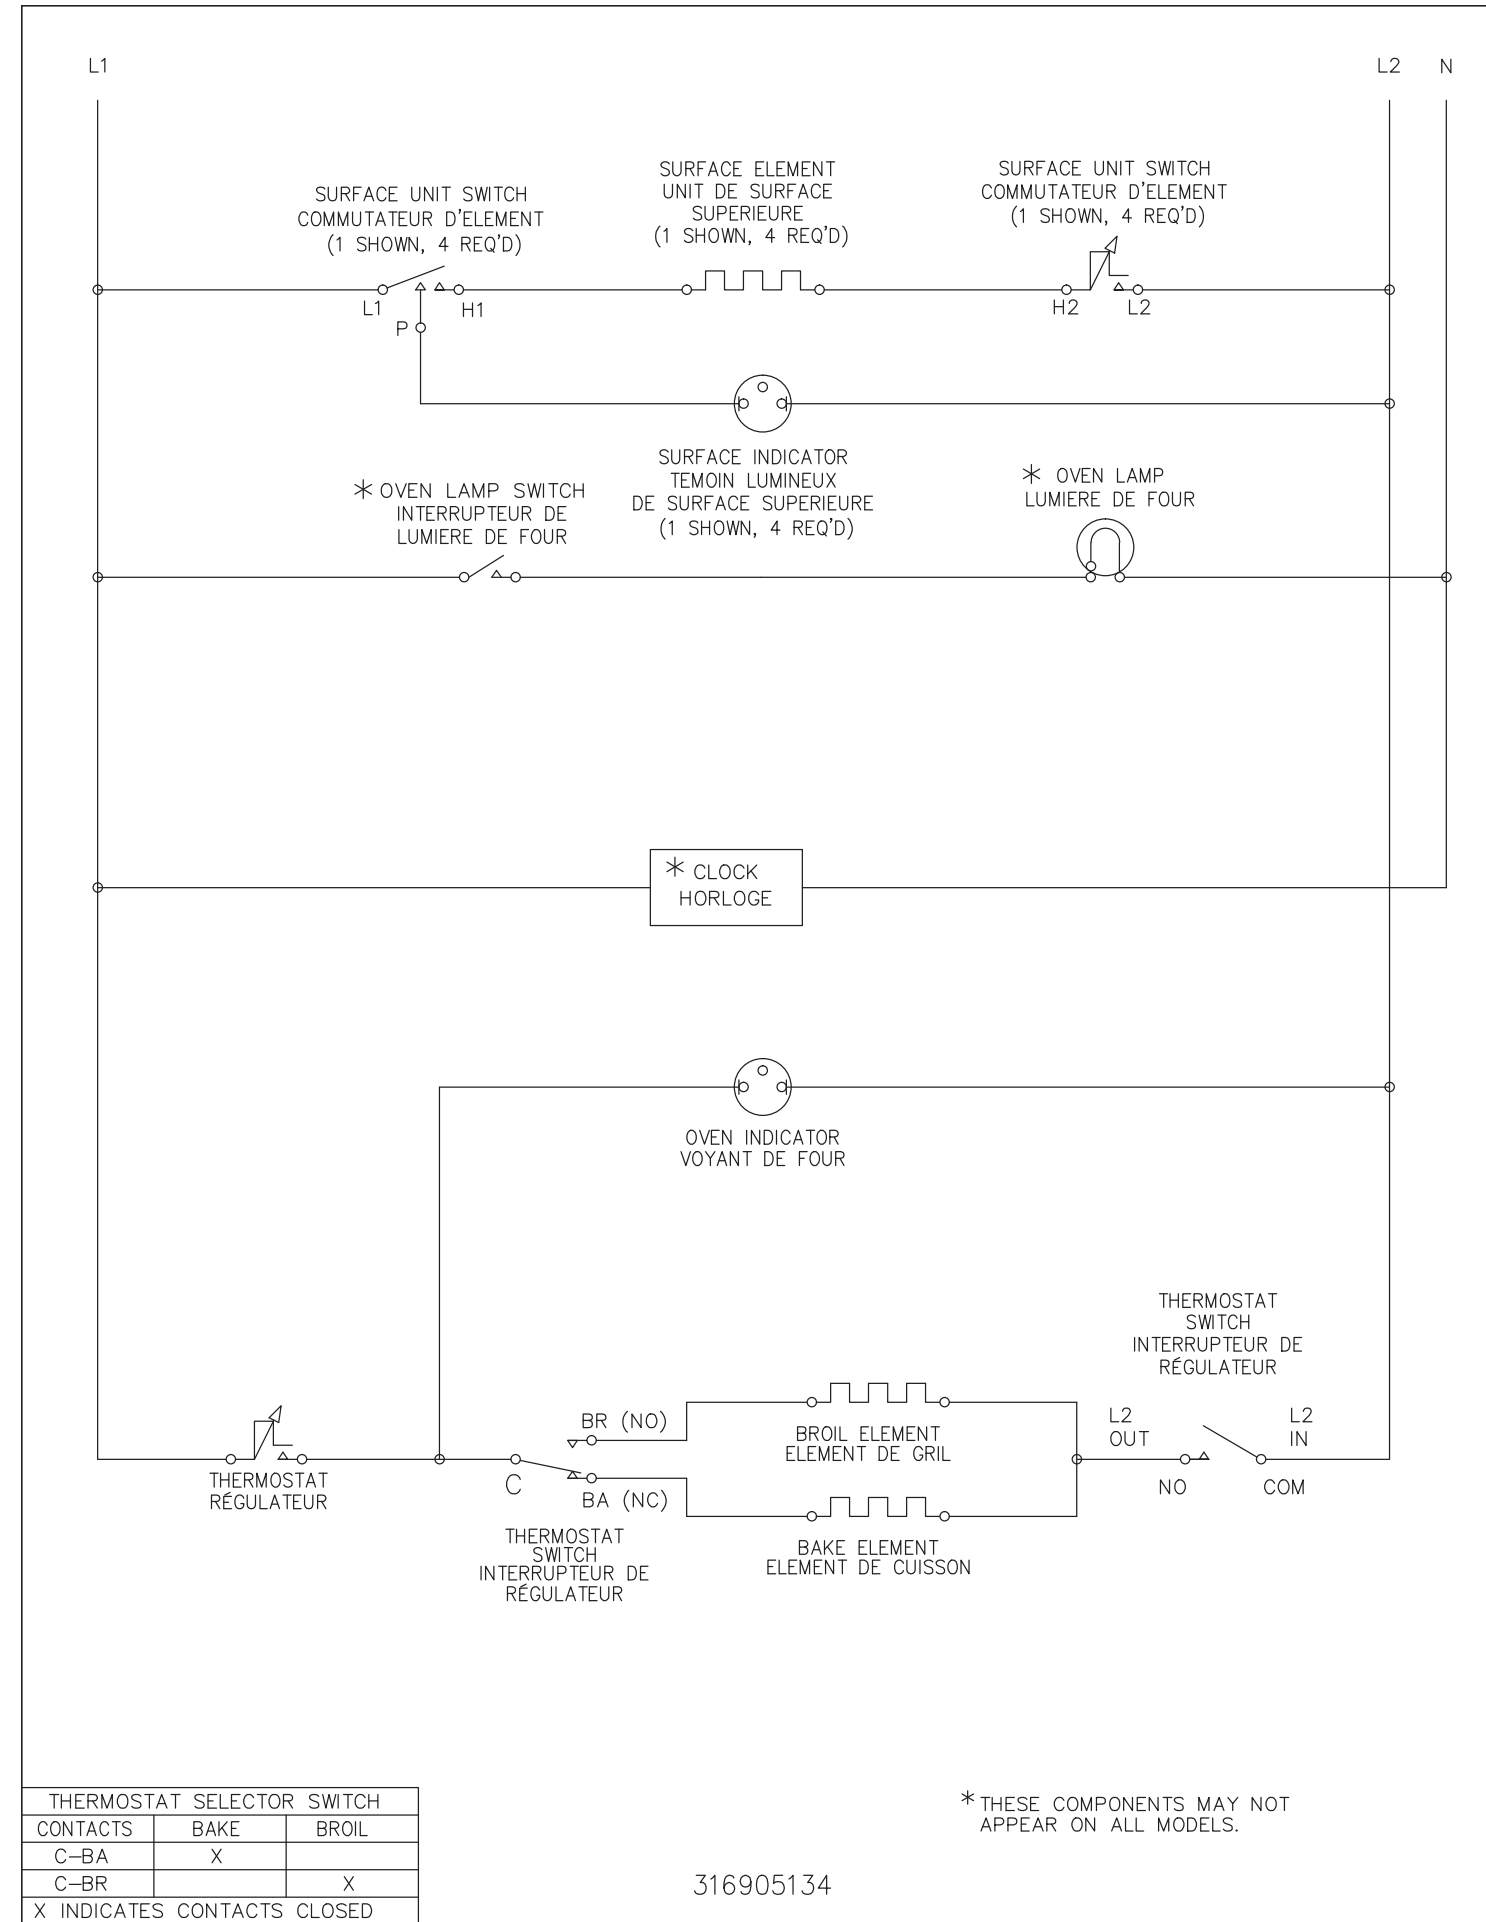 L1
L2 N
SURFACE UNIT SWITCH
COMMUTATEUR D'ELEMENT
(1 SHOWN, 4 REQ'D)
SURFACE ELEMENT
UNIT DE SURFACE
SUPERIEURE
(1 SHOWN, 4 REQ'D)
SURFACE UNIT SWITCH
COMMUTATEUR D'ELEMENT
(1 SHOWN, 4 REQ'D)
L1
H1
P
H2
L2
SURFACE INDICATOR
TEMOIN LUMINEUX
DE SURFACE SUPERIEURE
(1 SHOWN, 4 REQ'D)
* OVEN LAMP SWITCH
INTERRUPTEUR DE
LUMIERE DE FOUR
* OVEN LAMP
LUMIERE DE FOUR
* CLOCK
HORLOGE
OVEN INDICATOR
VOYANT DE FOUR
THERMOSTAT
SWITCH
INTERRUPTEUR DE
RÉGULATEUR
THERMOSTAT
RÉGULATEUR
C
BR (NO)
BA (NC)
THERMOSTAT
SWITCH
INTERRUPTEUR DE
RÉGULATEUR
BROIL ELEMENT
ELEMENT DE GRIL
BAKE ELEMENT
ELEMENT DE CUISSON
L2
OUT
L2
IN
NO
COM
THERMOSTAT SELECTOR SWITCH
CONTACTS BAKE BROIL
C-BA X
C-BR X
X INDICATES CONTACTS CLOSED
* THESE COMPONENTS MAY NOT
APPEAR ON ALL MODELS.
316905134